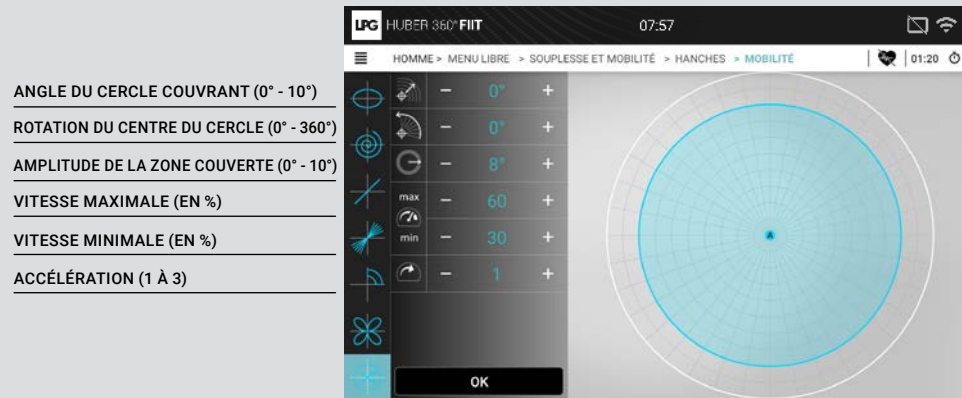 LPG HUBER 360° FIIT 07:57
HOMME > MENU LIBRE > SOUPLESSE ET MOBILITÉ > HANCHES > MOBILITÉ 01:20
ANGLE DU CERCLE COUVRANT (0° - 10°)
- 0° +
ROTATION DU CENTRE DU CERCLE (0° - 360°)
- 0° +
AMPLITUDE DE LA ZONE COUVERTE (0° - 10°)
- 8° +
VITESSE MAXIMALE (EN %)
max - 60 +
VITESSE MINIMALE (EN %)
min - 30 +
ACCÉLÉRATION (1 À 3)
- 1 +
A
OK